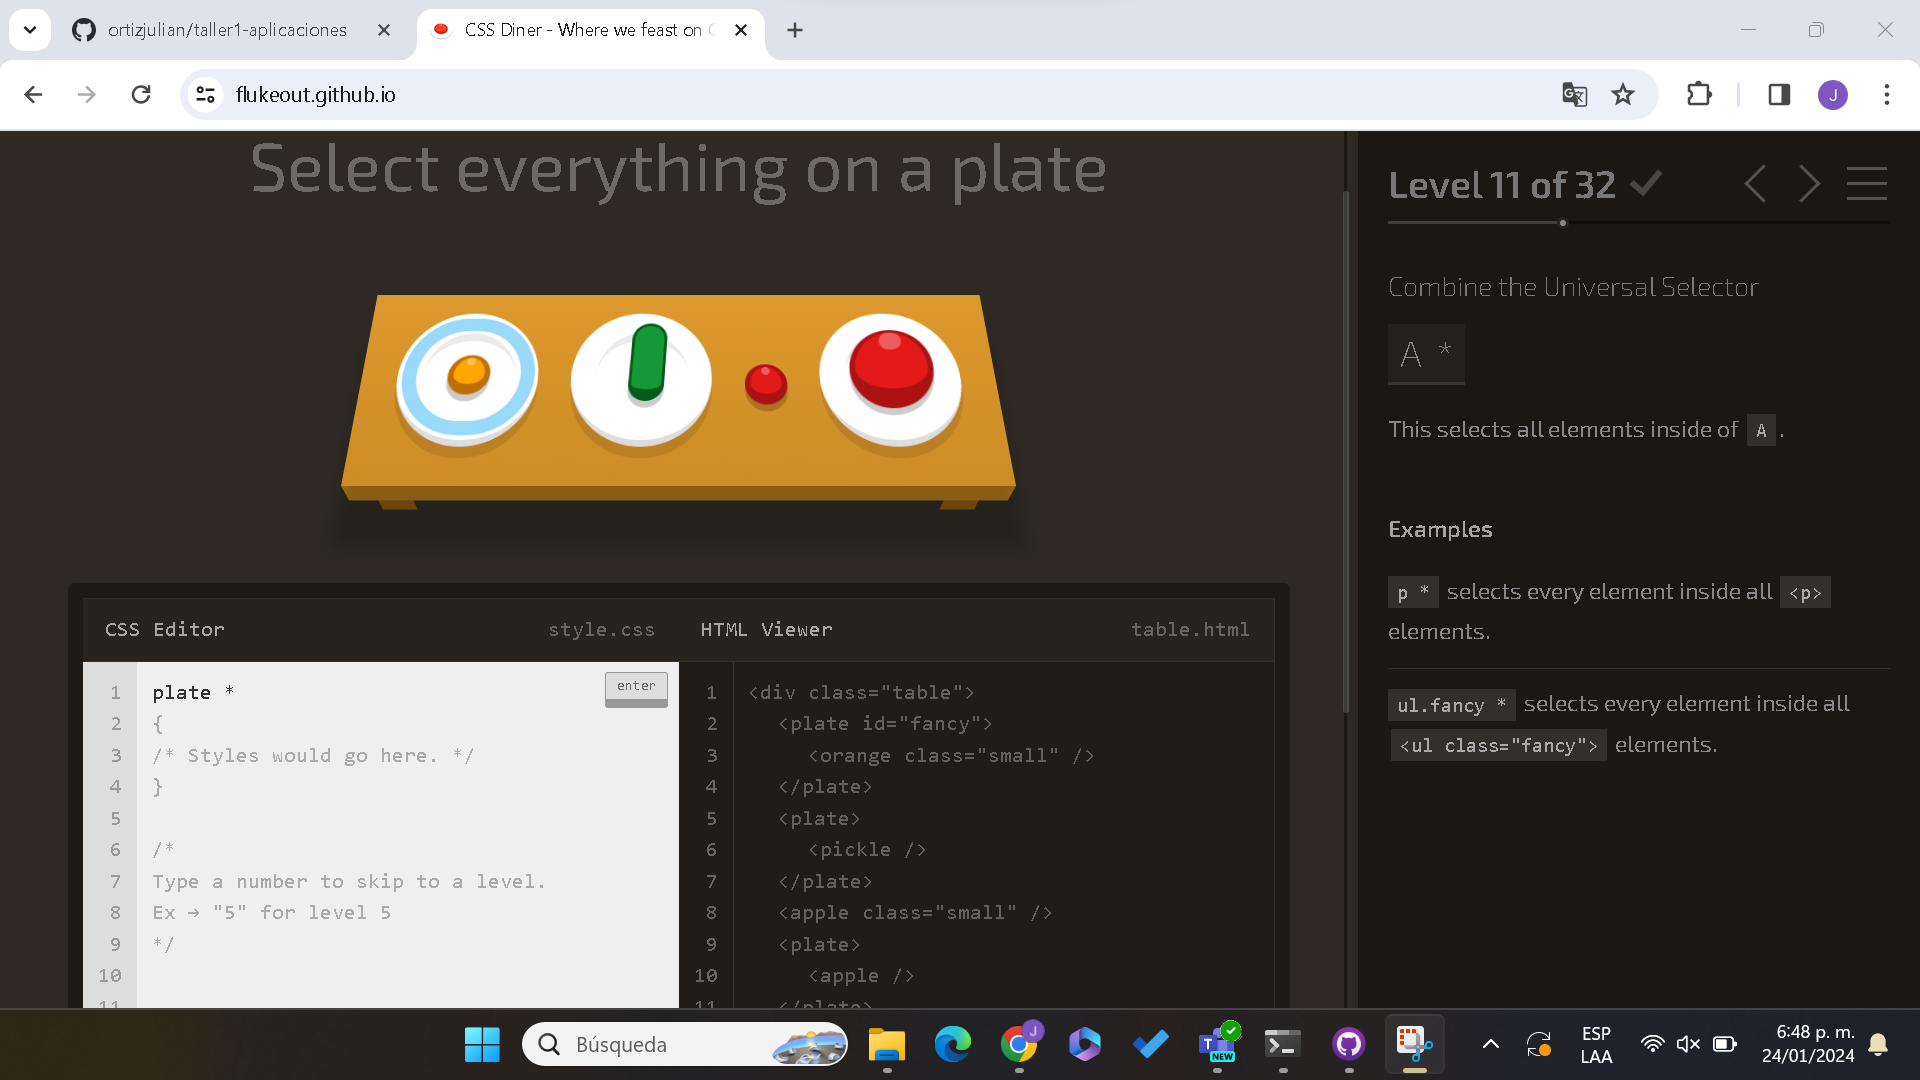 ortizjulian/taller1-aplicaciones
CSS Diner - Where we feast on
flukeout.github.io
J
Select everything on a plate
Level 11 of 32
Combine the Universal Selector
A *
This selects all elements inside of A .
Examples
p * selects every element inside all <p>
elements.
ul.fancy * selects every element inside all
<ul class="fancy"> elements.
CSS Editor style.css
1 plate * enter
2 {
3 /* Styles would go here. */
4 }
5
6 /*
7 Type a number to skip to a level.
8 Ex → "5" for level 5
9 */
10
11
HTML Viewer table.html
1 <div class="table">
2 <plate id="fancy">
3 <orange class="small" />
4 </plate>
5 <plate>
6 <pickle />
7 </plate>
8 <apple class="small" />
9 <plate>
10 <apple />
11 </plate>
Búsqueda
J
T
NEW
ESP
LAA
6:48 p. m.
24/01/2024